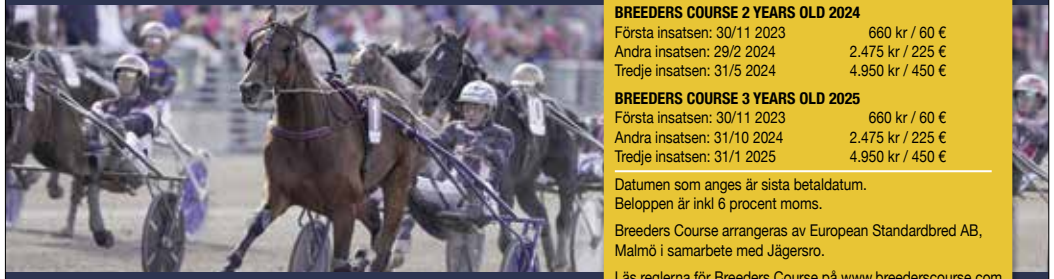 BREEDERS COURSE 2 YEARS OLD 2024
Första insatsen: 30/11 2023 660 kr / 60 €
Andra insatsen: 29/2 2024 2.475 kr / 225 €
Tredje insatsen: 31/5 2024 4.950 kr / 450 €
BREEDERS COURSE 3 YEARS OLD 2025
Första insatsen: 30/11 2023 660 kr / 60 €
Andra insatsen: 31/10 2024 2.475 kr / 225 €
Tredje insatsen: 31/1 2025 4.950 kr / 450 €
Datumen som anges är sista betaldatum.
Beloppen är inkl 6 procent moms.
Breeders Course arrangeras av European Standardbred AB,
Malmö i samarbete med Jägersro.
Läs reglerna för Breeders Course på www.breederscourse.com